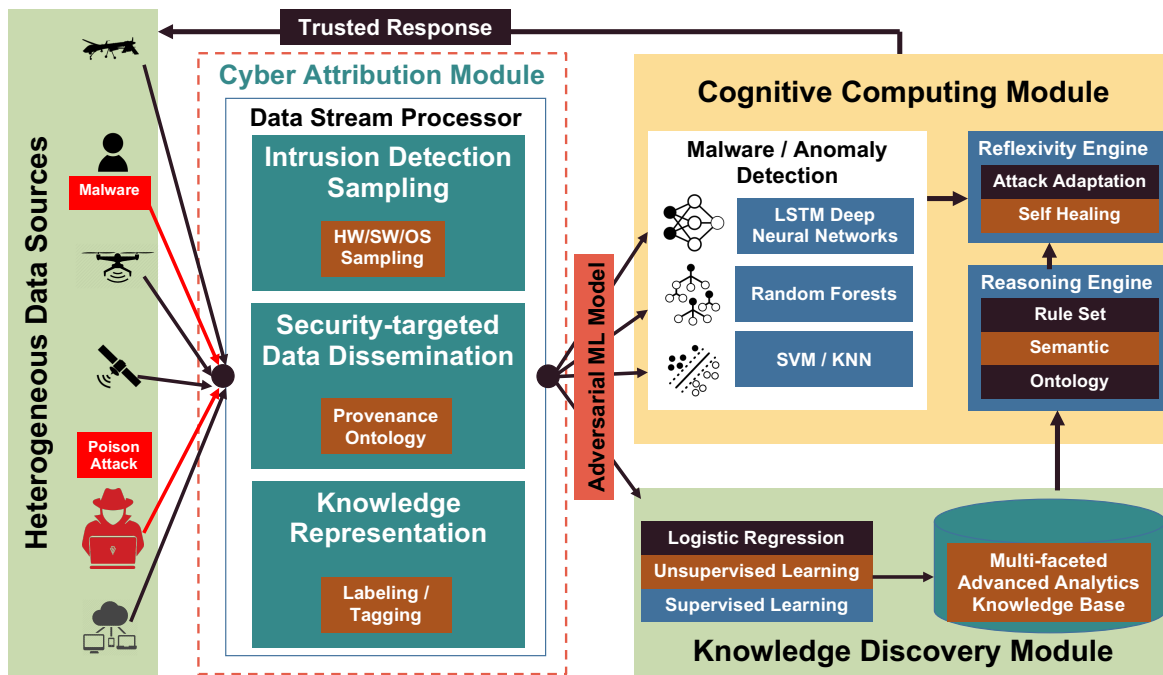 Trusted Response
Heterogeneous Data Sources
Malware
Poison
Attack
Cyber Attribution Module
Data Stream Processor
Intrusion Detection
Sampling
HW/SW/OS
Sampling
Security-targeted
Data Dissemination
Provenance
Ontology
Knowledge
Representation
Labeling /
Tagging
Adversarial ML Model
Cognitive Computing Module
Malware / Anomaly
Detection
LSTM Deep
Neural Networks
Random Forests
SVM / KNN
Reflexivity Engine
Attack Adaptation
Self Healing
Reasoning Engine
Rule Set
Semantic
Ontology
Logistic Regression
Unsupervised Learning
Supervised Learning
Multi-faceted
Advanced Analytics
Knowledge Base
Knowledge Discovery Module